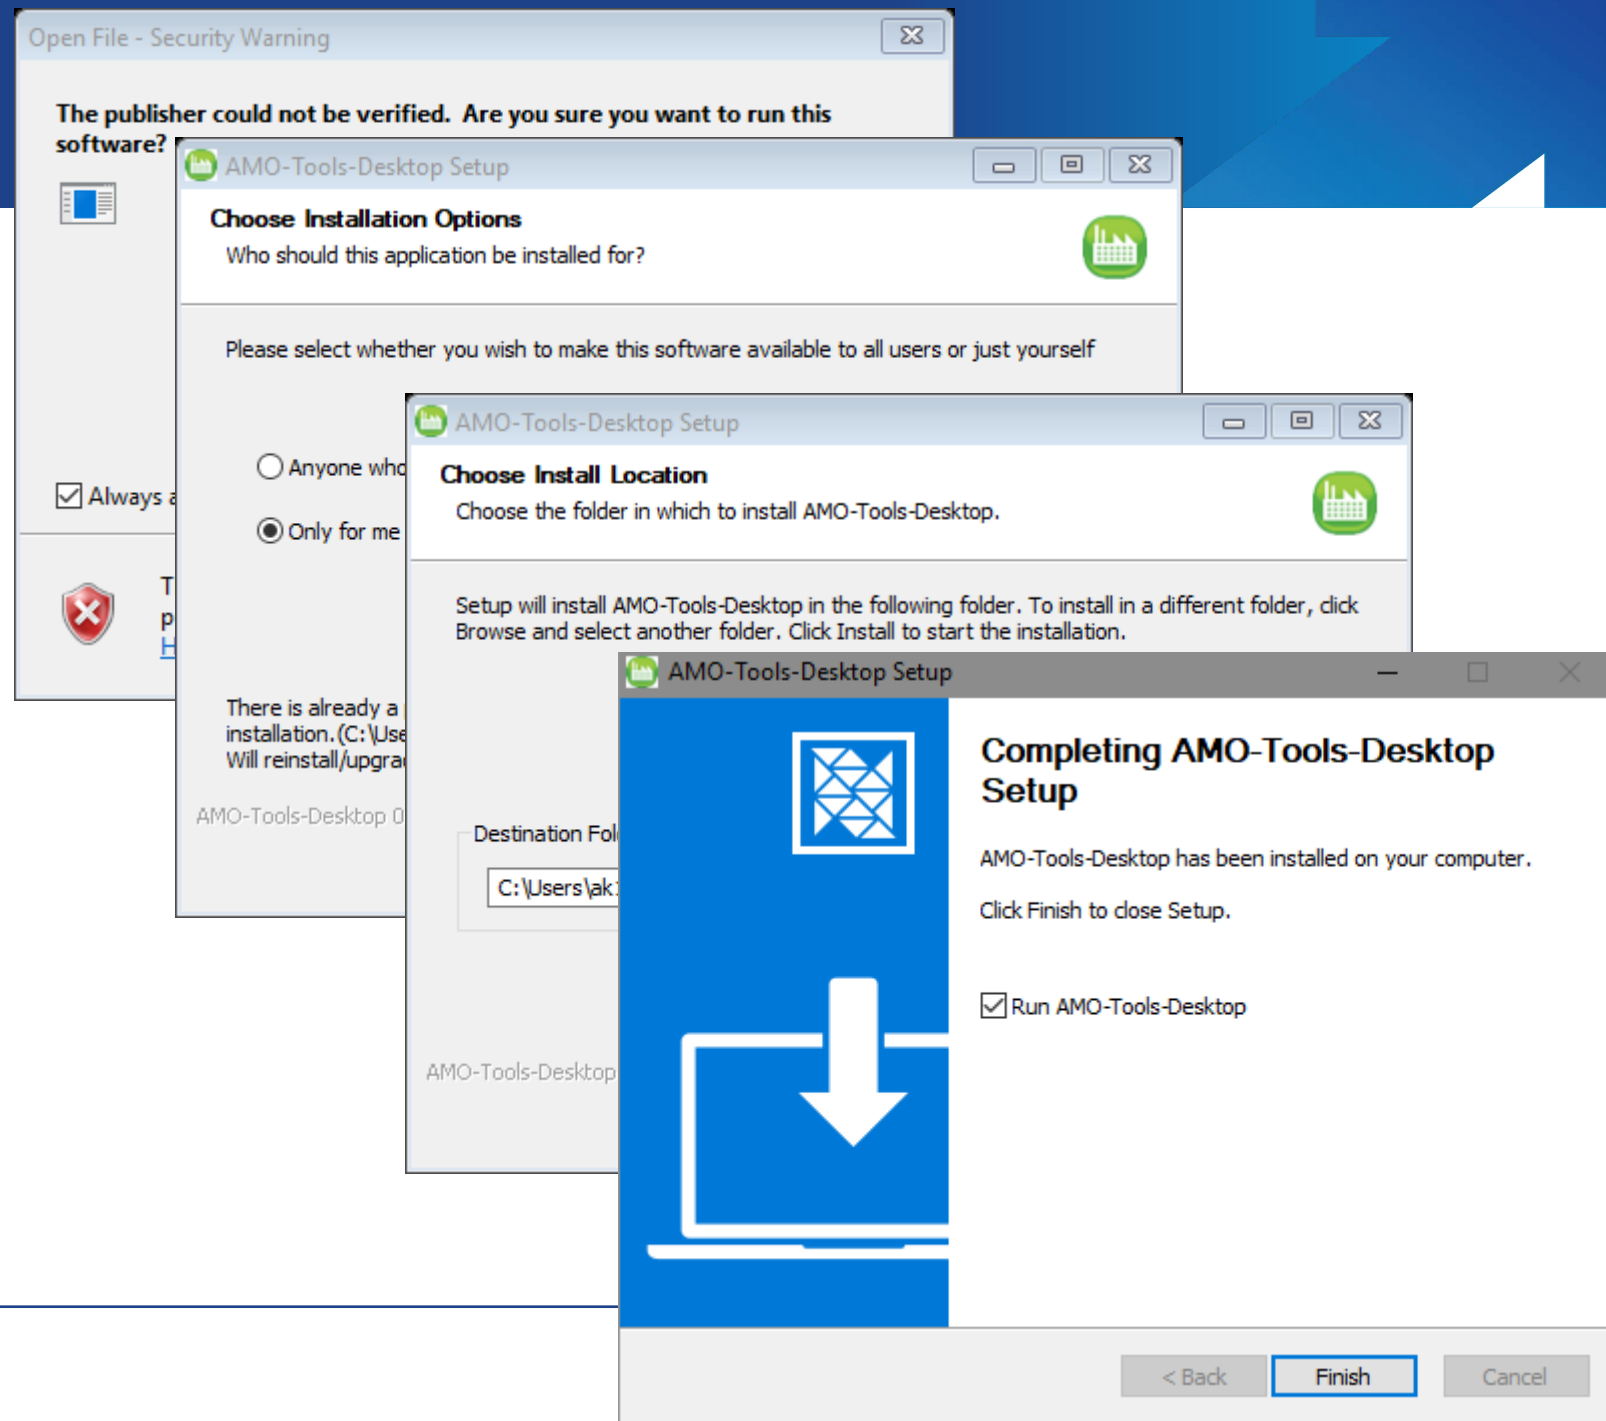 Open File - Security Warning
The publisher could not be verified. Are you sure you want to run this
software?
Always
AMO-Tools-Desktop Setup
Choose Installation Options
Who should this application be installed for?
Please select whether you wish to make this software available to all users or just yourself
Anyone who
Only for me
There is already a
installation.(C:\Use
Will reinstall/upgra
AMO-Tools-Desktop 0
AMO-Tools-Desktop Setup
Choose Install Location
Choose the folder in which to install AMO-Tools-Desktop.
Setup will install AMO-Tools-Desktop in the following folder. To install in a different folder, click
Browse and select another folder. Click Install to start the installation.
Destination Fol
C:\Users\ak
AMO-Tools-Desktop
AMO-Tools-Desktop Setup
Completing AMO-Tools-Desktop
Setup
AMO-Tools-Desktop has been installed on your computer.
Click Finish to close Setup.
Run AMO-Tools-Desktop
< Back
Finish
Cancel